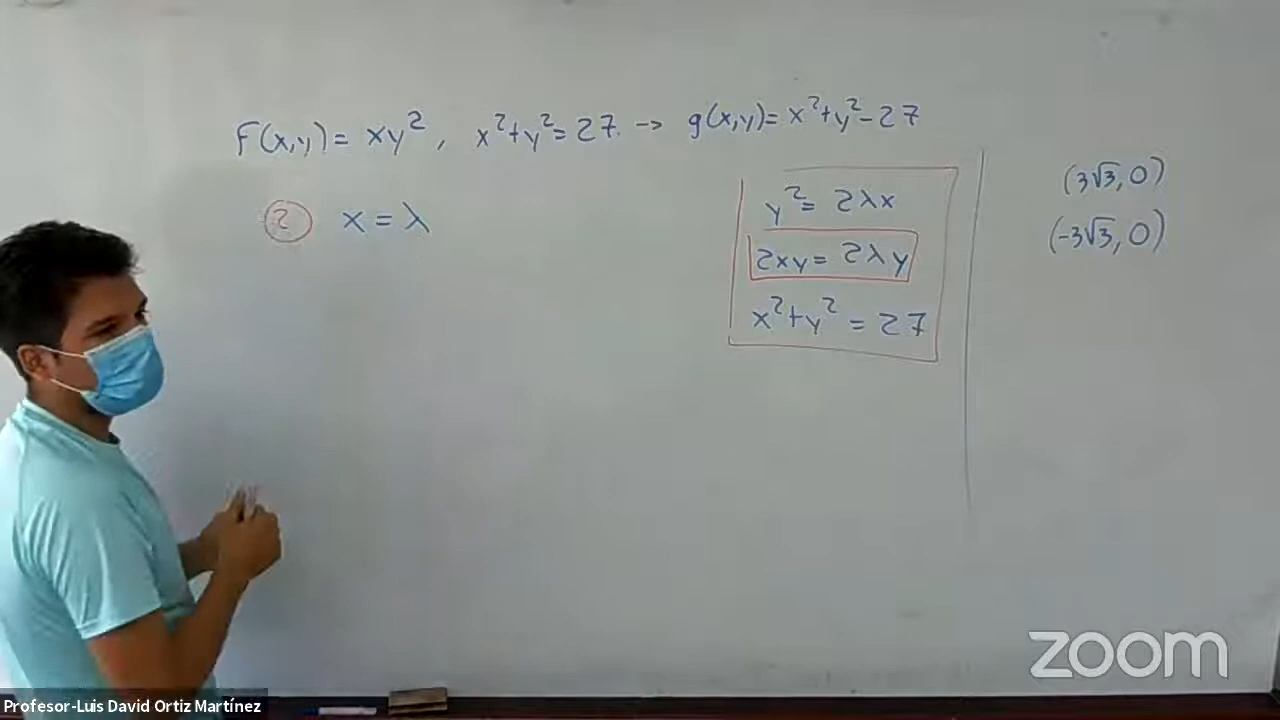 F(x,y) = xy², x²+y²=27. → g(x,y)= x²+y²-27
② x = λ
y² = 2λx
2xy = 2λy
x²+y² = 27
(3√3, 0)
(-3√3, 0)
zoom
Profesor-Luis David Ortiz Martínez